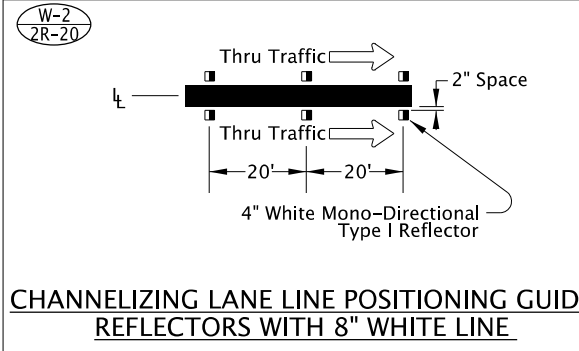 W-2
2R-20
Thru Traffic
2" Space
LL
Thru Traffic
20' 20'
4" White Mono-Directional
Type I Reflector
CHANNELIZING LANE LINE POSITIONING GUID
REFLECTORS WITH 8" WHITE LINE